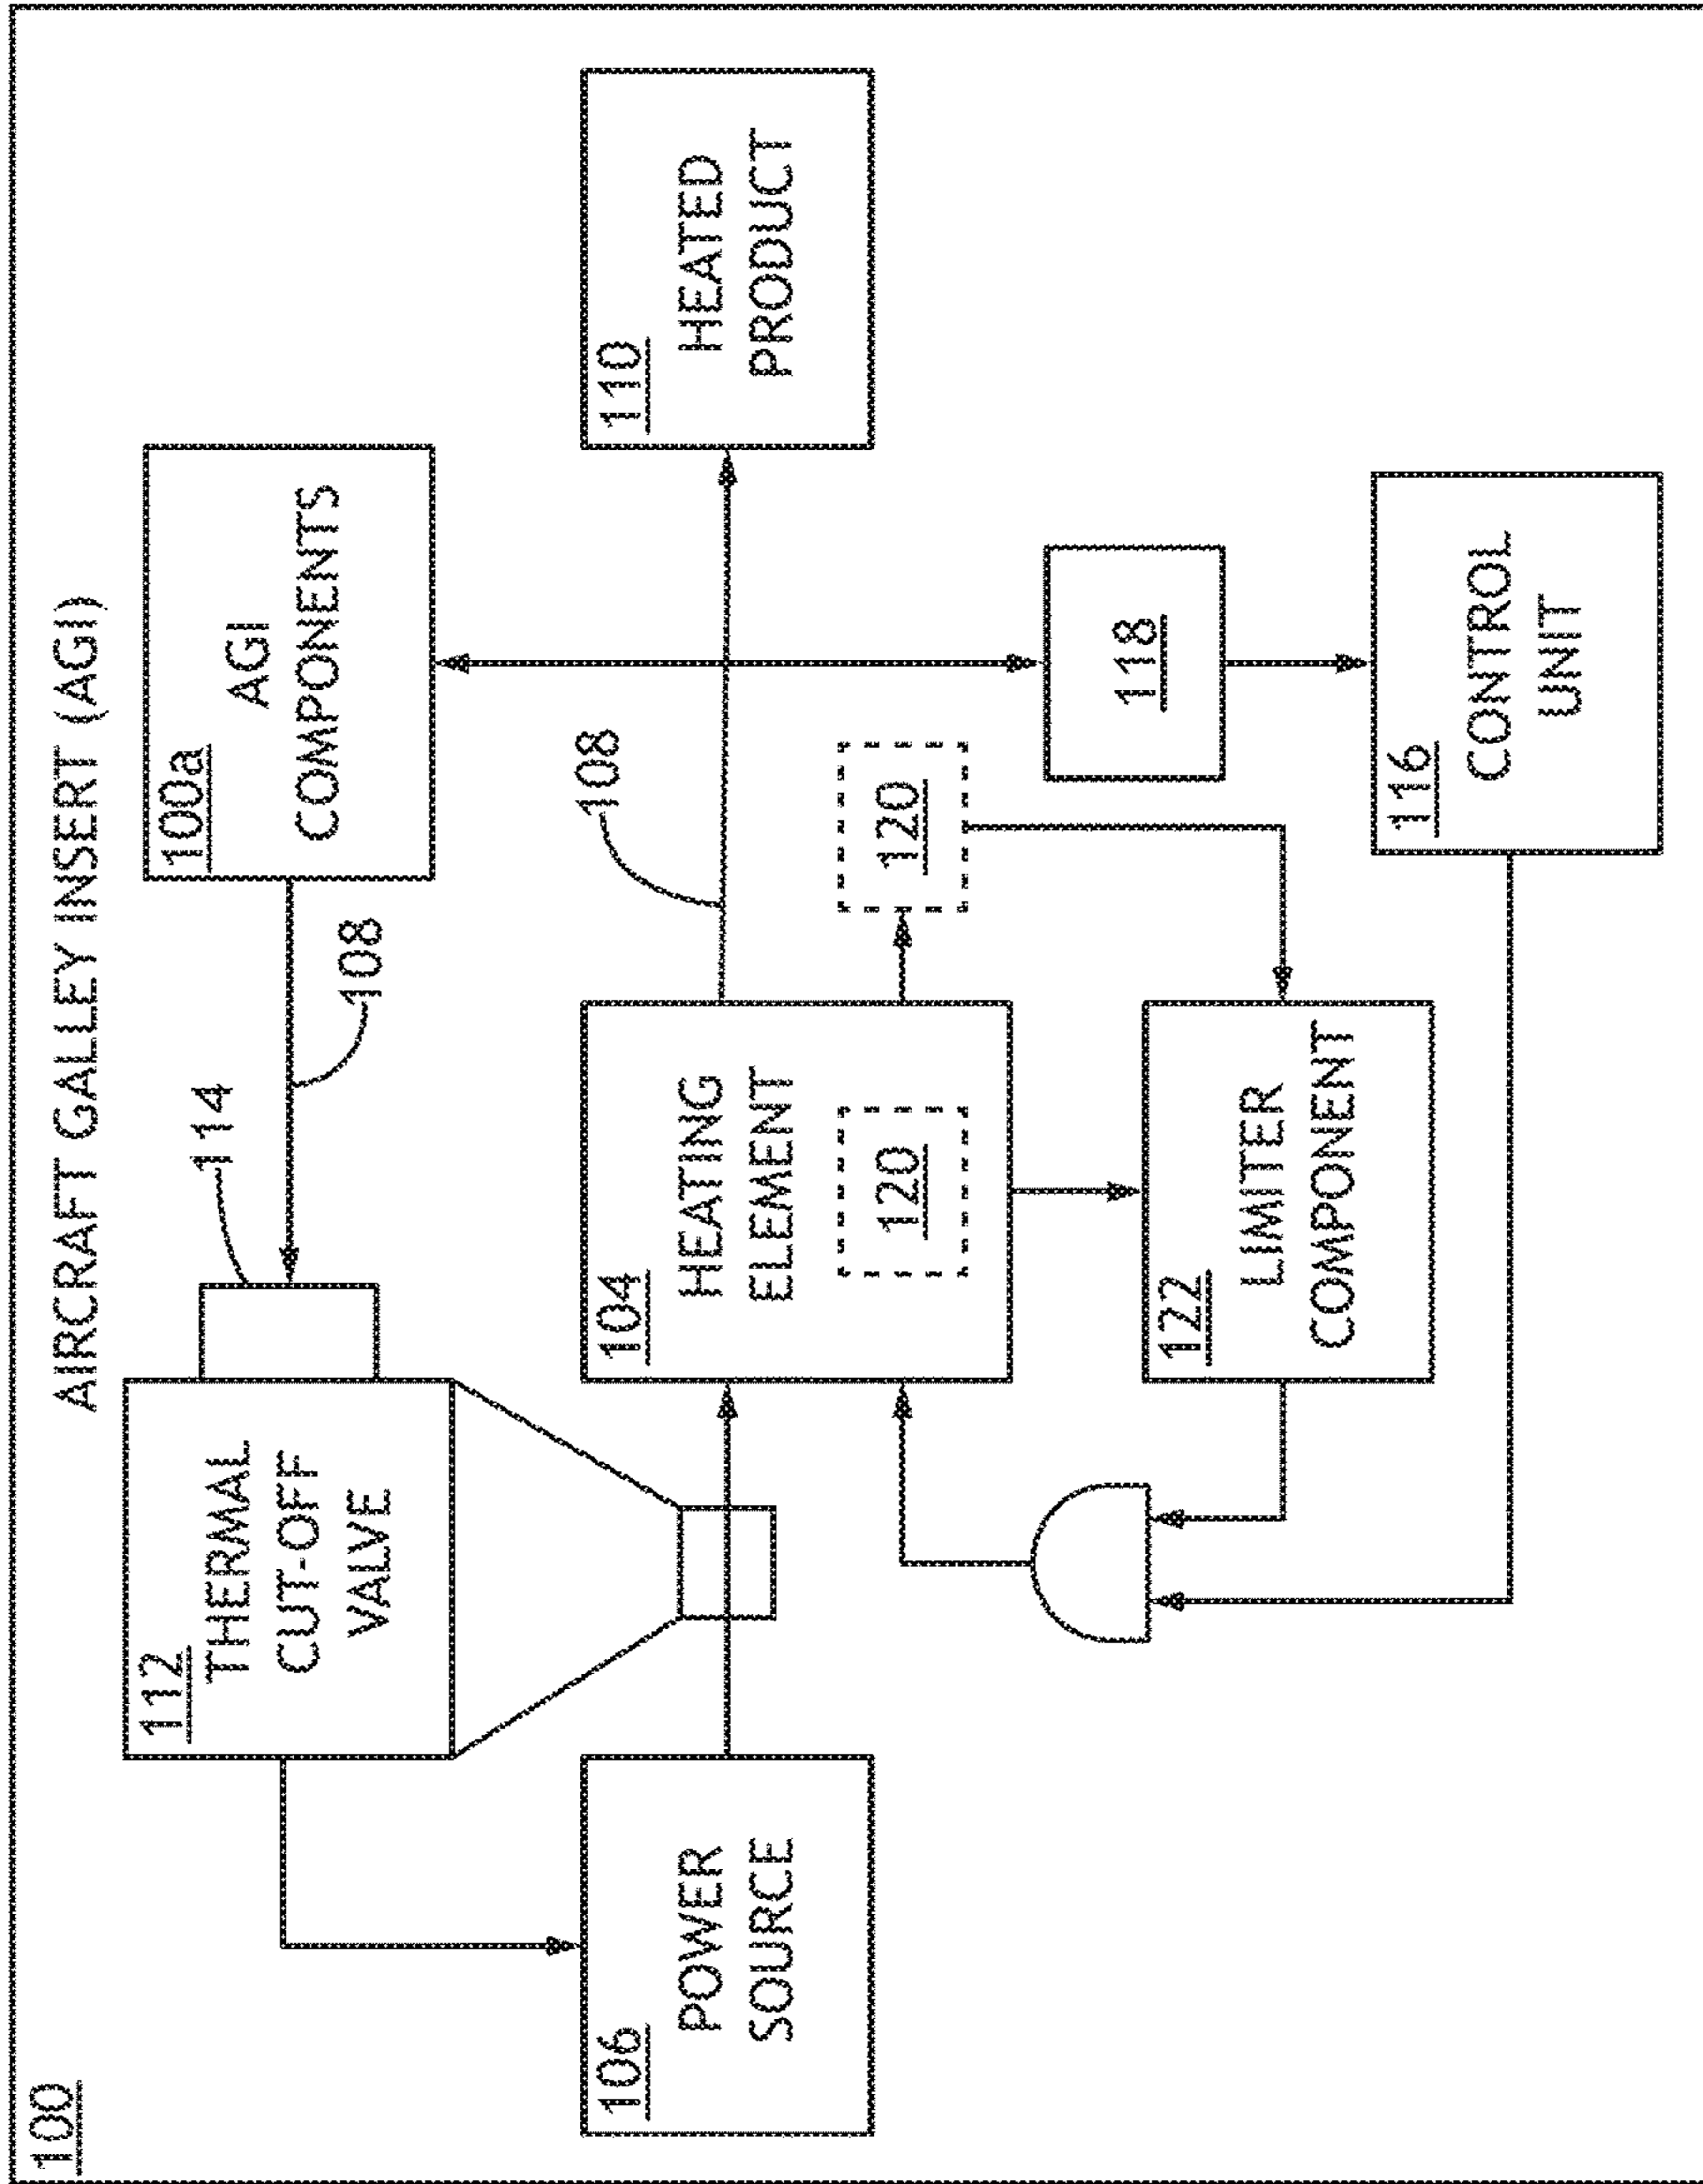 100
AIRCRAFT GALLEY INSERT (AGI)
112
THERMAL
CUT-OFF
VALVE
114
108
100a
AGI
COMPONENTS
106
POWER
SOURCE
104
HEATING
ELEMENT
120
108
110
HEATED
PRODUCT
120
122
LIMITER
COMPONENT
118
116
CONTROL
UNIT